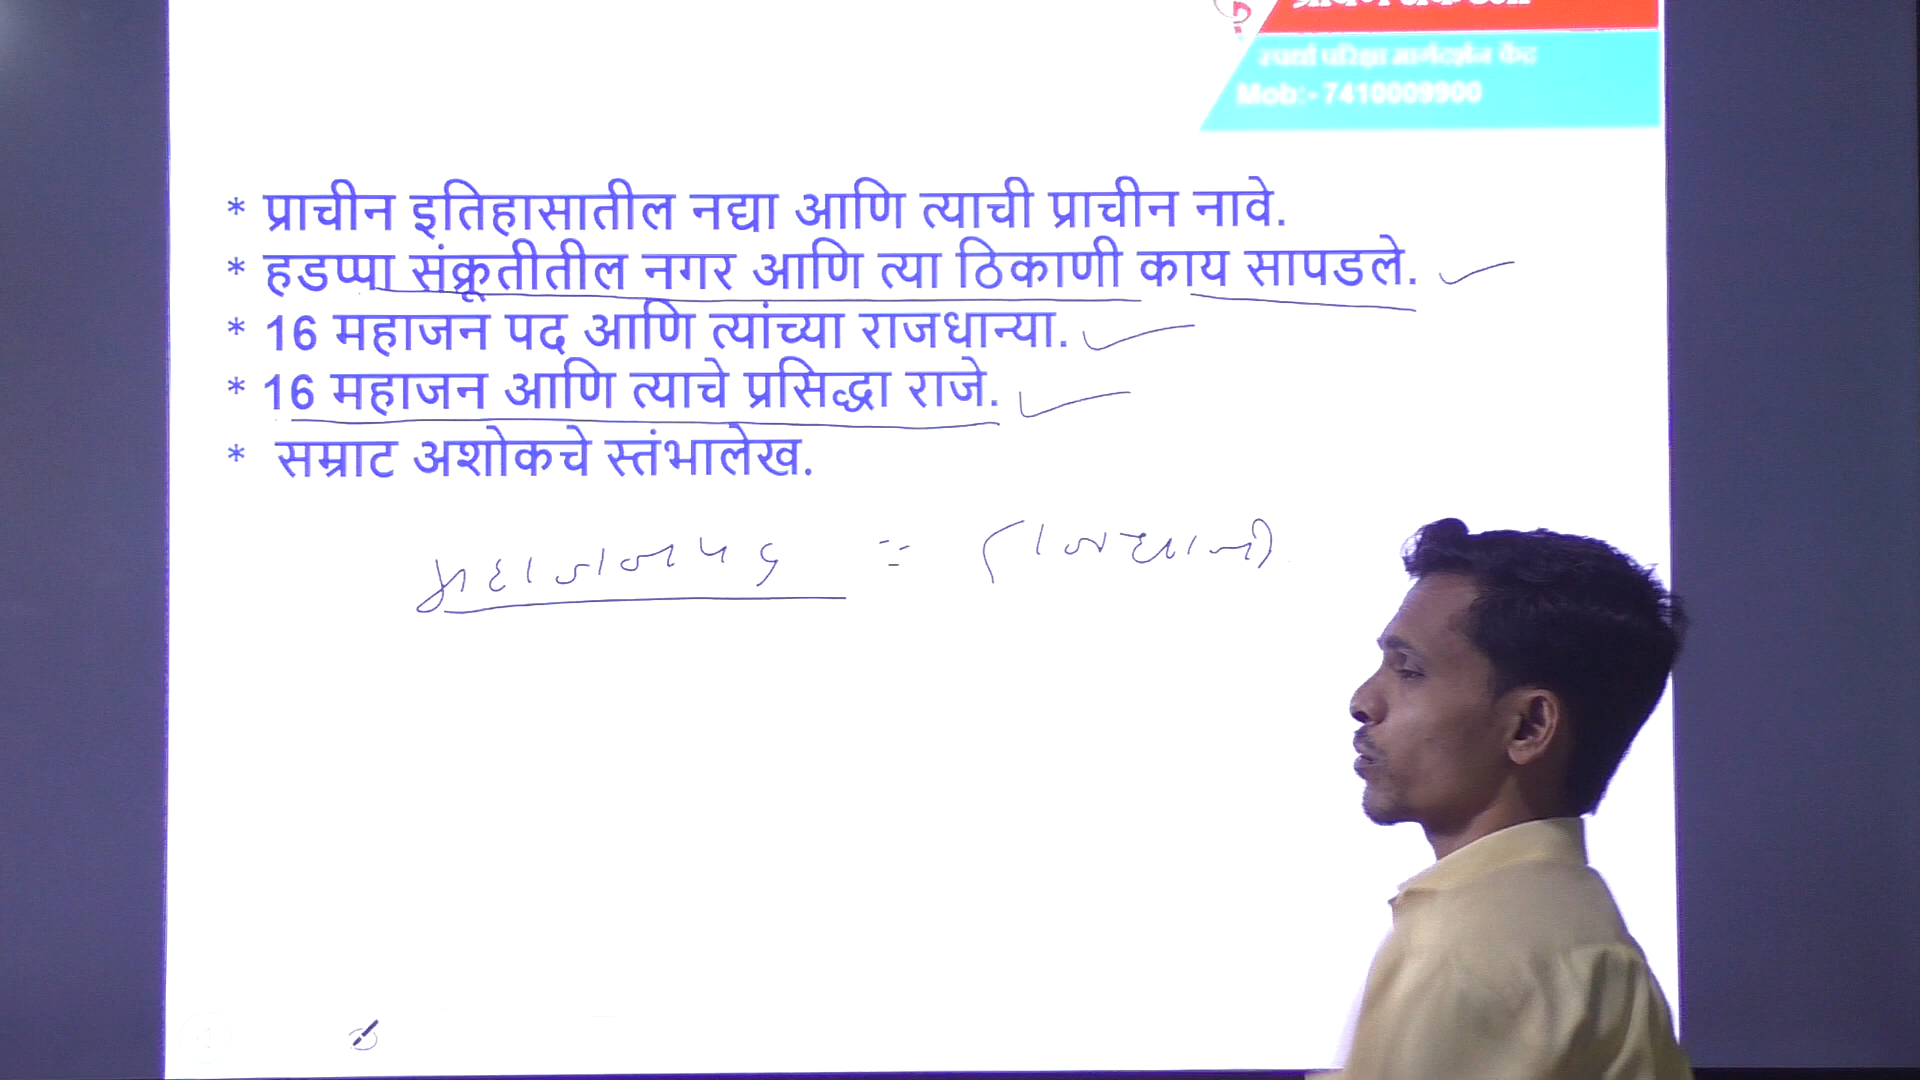 स्पर्धा परिक्षा मार्गदर्शन केंद्र
Mob:- 7410009900
* प्राचीन इतिहासातील नद्या आणि त्याची प्राचीन नावे.
* हडप्पा संक्रूतीतील नगर आणि त्या ठिकाणी काय सापडले.
* 16 महाजन पद आणि त्यांच्या राजधान्या.
* 16 महाजन आणि त्याचे प्रसिद्धा राजे.
* सम्राट अशोकचे स्तंभालेख.
महाजनपद = राजधानी